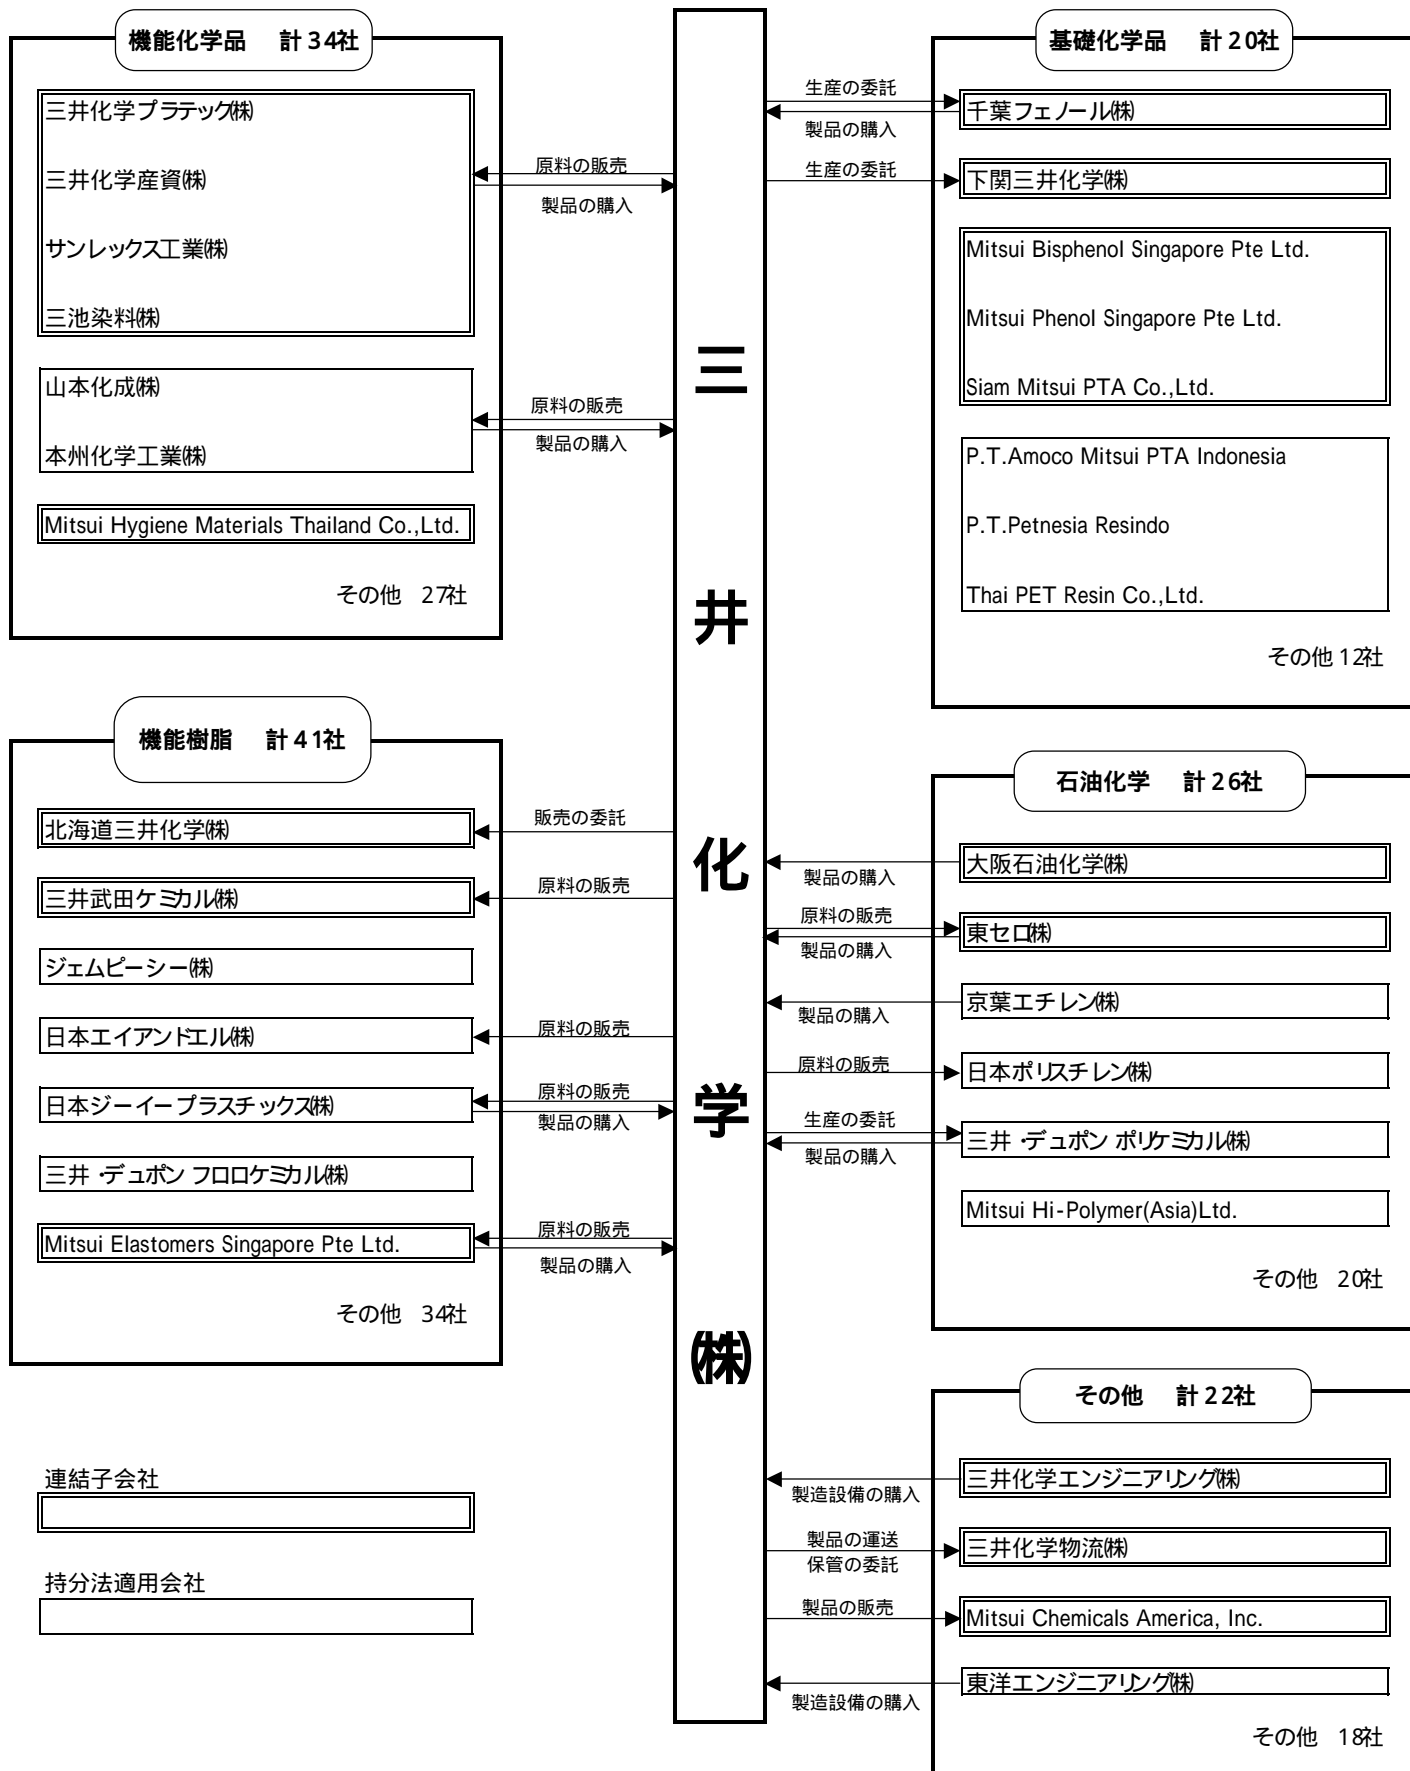 機能化学品 計34社
三井化学プラテック㈱
三井化学産資㈱
サンレックス工業㈱
三池染料㈱
原料の販売
製品の購入
山本化成㈱
本州化学工業㈱
原料の販売
製品の購入
Mitsui Hygiene Materials Thailand Co.,Ltd.
その他 27社
機能樹脂 計41社
北海道三井化学㈱
販売の委託
三井武田ケミカル㈱
原料の販売
ジェムピーシー㈱
日本エイアンドエル㈱
原料の販売
日本ジーイープラスチックス㈱
原料の販売
製品の購入
三井・デュポン フロロケミカル㈱
Mitsui Elastomers Singapore Pte Ltd.
原料の販売
製品の購入
その他 34社
連結子会社
持分法適用会社
三
井
化
学
㈱
基礎化学品 計20社
生産の委託
千葉フェノール㈱
製品の購入
生産の委託
下関三井化学㈱
Mitsui Bisphenol Singapore Pte Ltd.
Mitsui Phenol Singapore Pte Ltd.
Siam Mitsui PTA Co.,Ltd.
P.T.Amoco Mitsui PTA Indonesia
P.T.Petnesia Resindo
Thai PET Resin Co.,Ltd.
その他 12社
石油化学 計26社
大阪石油化学㈱
製品の購入
原料の販売
東セロ㈱
製品の購入
京葉エチレン㈱
製品の購入
原料の販売
日本ポリスチレン㈱
生産の委託
三井・デュポン ポリケミカル㈱
製品の購入
Mitsui Hi-Polymer(Asia)Ltd.
その他 20社
その他 計22社
三井化学エンジニアリング㈱
製造設備の購入
製品の運送
保管の委託
三井化学物流㈱
製品の販売
Mitsui Chemicals America, Inc.
東洋エンジニアリング㈱
製造設備の購入
その他 18社